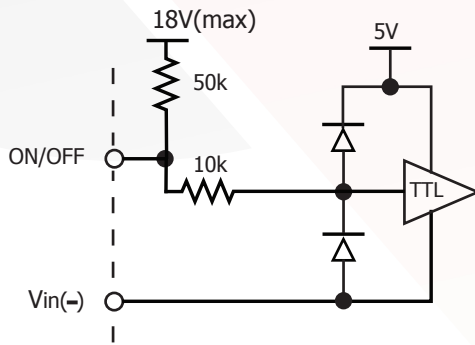 18V(max)
5V
50k
ON/OFF
10k
TTL
Vin(-)